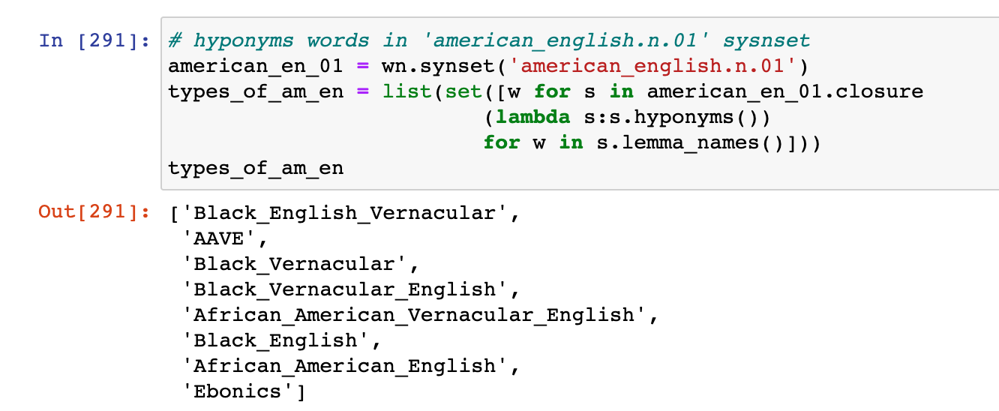 In [291]: # hyponyms words in 'american_english.n.01' sysnset
american_en_01 = wn.synset('american_english.n.01')
types_of_am_en = list(set([w for s in american_en_01.closure
(lambda s:s.hyponyms())
for w in s.lemma_names()]))
types_of_am_en
Out[291]: ['Black_English_Vernacular',
'AAVE',
'Black_Vernacular',
'Black_Vernacular_English',
'African_American_Vernacular_English',
'Black_English',
'African_American_English',
'Ebonics']